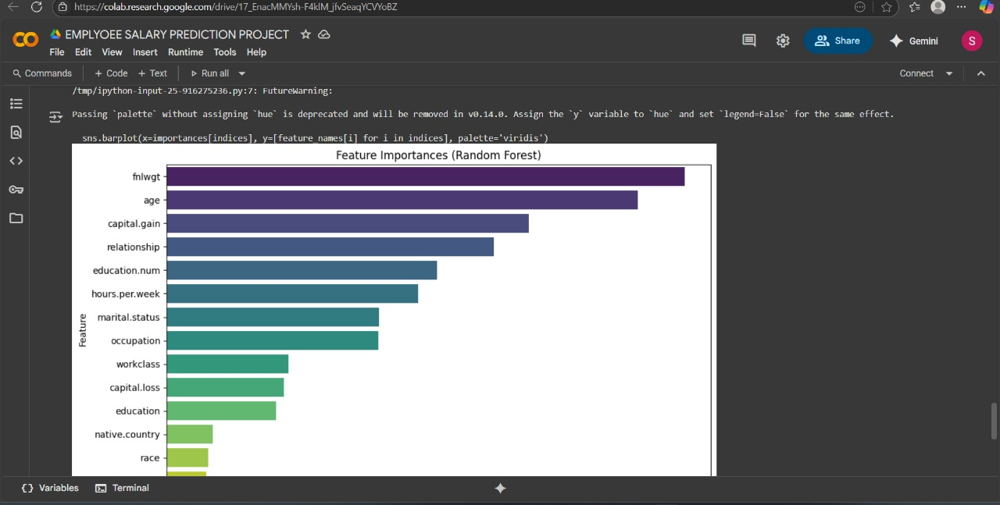 https://colab.research.google.com/drive/17_EnacMMYsh-F4kIM_jfvSeaqYCVYoBZ
EMPLYOEE SALARY PREDICTION PROJECT
File Edit View Insert Runtime Tools Help
Share
Gemini
S
Commands + Code + Text Run all
Connect
/tmp/ipython-input-25-916275236.py:7: FutureWarning:
Passing `palette` without assigning `hue` is deprecated and will be removed in v0.14.0. Assign the `y` variable to `hue` and set `legend=False` for the same effect.
sns.barplot(x=importances[indices], y=[feature_names[i] for i in indices], palette='viridis')
Feature Importances (Random Forest)
fnlwgt
age
capital.gain
relationship
education.num
hours.per.week
marital.status
Feature
occupation
workclass
capital.loss
education
native.country
race
{} Variables Terminal